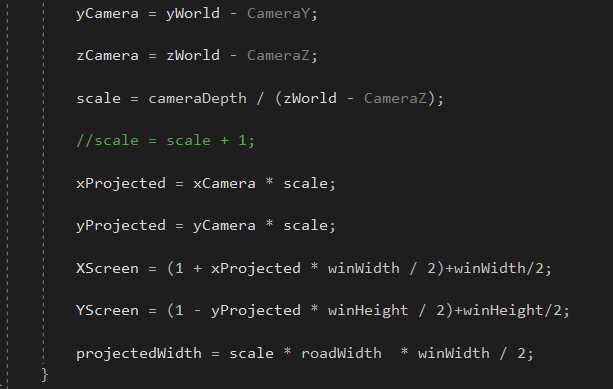 yCamera = yWorld - CameraY;
zCamera = zWorld - CameraZ;
scale = cameraDepth / (zWorld - CameraZ);
//scale = scale + 1;
xProjected = xCamera * scale;
yProjected = yCamera * scale;
XScreen = (1 + xProjected * winWidth / 2)+winWidth/2;
YScreen = (1 - yProjected * winHeight / 2)+winHeight/2;
projectedWidth = scale * roadWidth  * winWidth / 2;
}